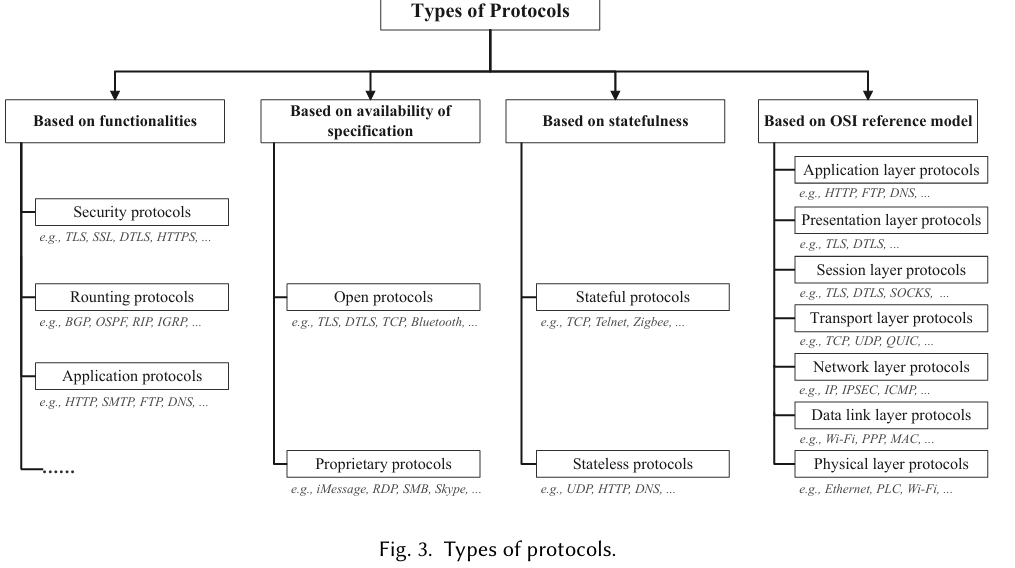 Types of Protocols
Based on functionalities
Security protocols
e.g., TLS, SSL, DTLS, HTTPS, ...
Rounting protocols
e.g., BGP, OSPF, RIP, IGRP, ...
Application protocols
e.g., HTTP, SMTP, FTP, DNS, ...
......
Based on availability of
specification
Open protocols
e.g., TLS, DTLS, TCP, Bluetooth, ...
Proprietary protocols
e.g., iMessage, RDP, SMB, Skype, ...
Based on statefulness
Stateful protocols
e.g., TCP, Telnet, Zigbee, ...
Stateless protocols
e.g., UDP, HTTP, DNS, ...
Based on OSI reference model
Application layer protocols
e.g., HTTP, FTP, DNS, ...
Presentation layer protocols
e.g., TLS, DTLS, ...
Session layer protocols
e.g., TLS, DTLS, SOCKS, ...
Transport layer protocols
e.g., TCP, UDP, QUIC, ...
Network layer protocols
e.g., IP, IPSEC, ICMP, ...
Data link layer protocols
e.g., Wi-Fi, PPP, MAC, ...
Physical layer protocols
e.g., Ethernet, PLC, Wi-Fi, ...
Fig. 3. Types of protocols.